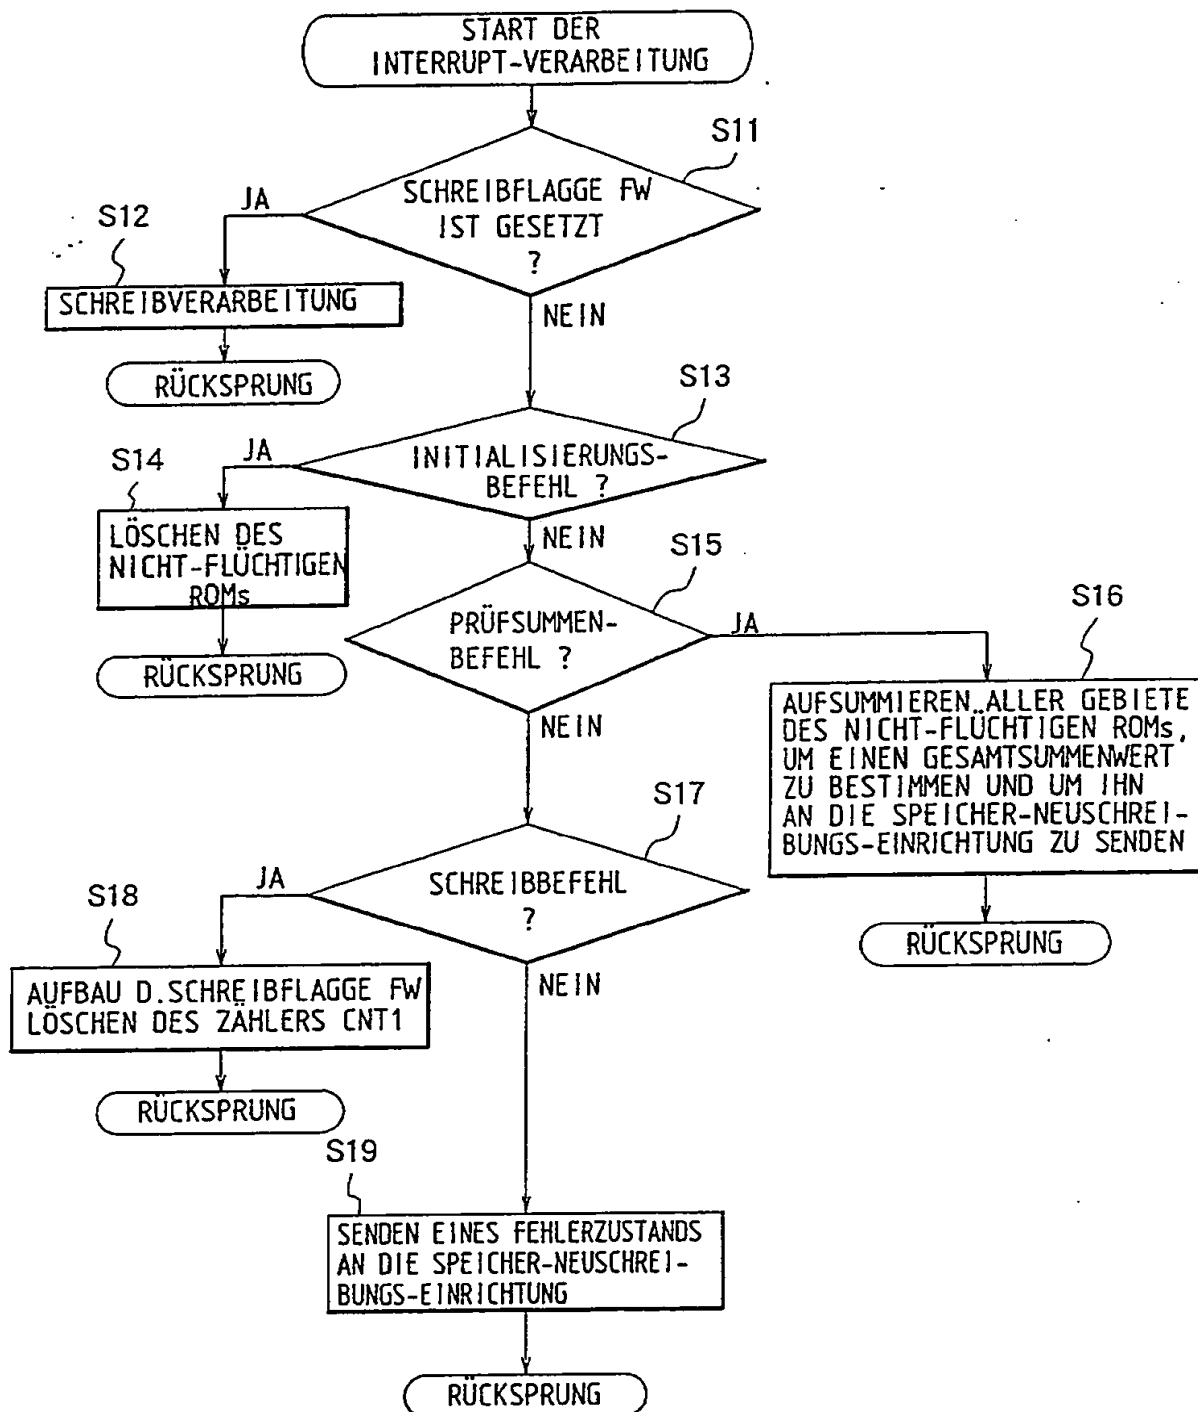 START DER
INTERRUPT-VERARBEITUNG
S11
SCHREIBFLAGGE FW
IST GESETZT
?
JA
S12
SCHREIBVERARBEITUNG
RÜCKSPRUNG
NEIN
S13
INITIALISIERUNGS-
BEFEHL ?
JA
S14
LÖSCHEN DES
NICHT-FLÜCHTIGEN
ROMs
RÜCKSPRUNG
NEIN
S15
PRÜFSUMMEN-
BEFEHL ?
JA
S16
AUFSUMMIEREN ALLER GEBIETE
DES NICHT-FLÜCHTIGEN ROMs,
UM EINEN GESAMTSUMMENWERT
ZU BESTIMMEN UND UM IHN
AN DIE SPEICHER-NEUSCHREI-
BUNGS-EINRICHTUNG ZU SENDEN
RÜCKSPRUNG
NEIN
S17
SCHREIBBEFEHL
?
JA
S18
AUFBAU D.SCHREIBFLAGGE FW
LÖSCHEN DES ZÄHLERS CNT1
RÜCKSPRUNG
NEIN
S19
SENDEN EINES FEHLERZUSTANDS
AN DIE SPEICHER-NEUSCHREI-
BUNGS-EINRICHTUNG
RÜCKSPRUNG